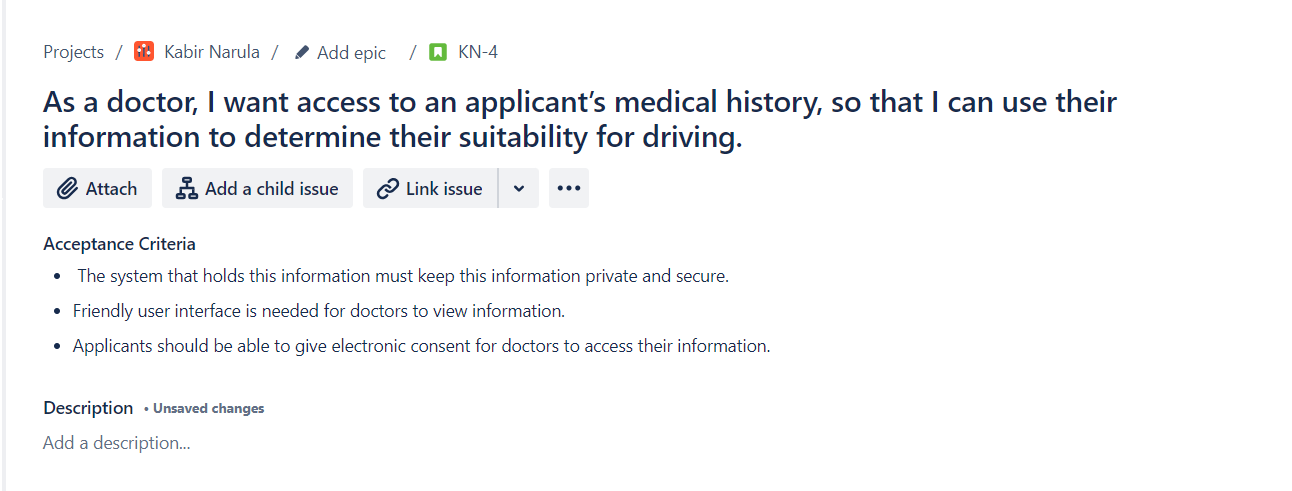 Projects / Kabir Narula / Add epic / KN-4
As a doctor, I want access to an applicant’s medical history, so that I can use their
information to determine their suitability for driving.
Attach Add a child issue Link issue
Acceptance Criteria
• The system that holds this information must keep this information private and secure.
• Friendly user interface is needed for doctors to view information.
• Applicants should be able to give electronic consent for doctors to access their information.
Description • Unsaved changes
Add a description...